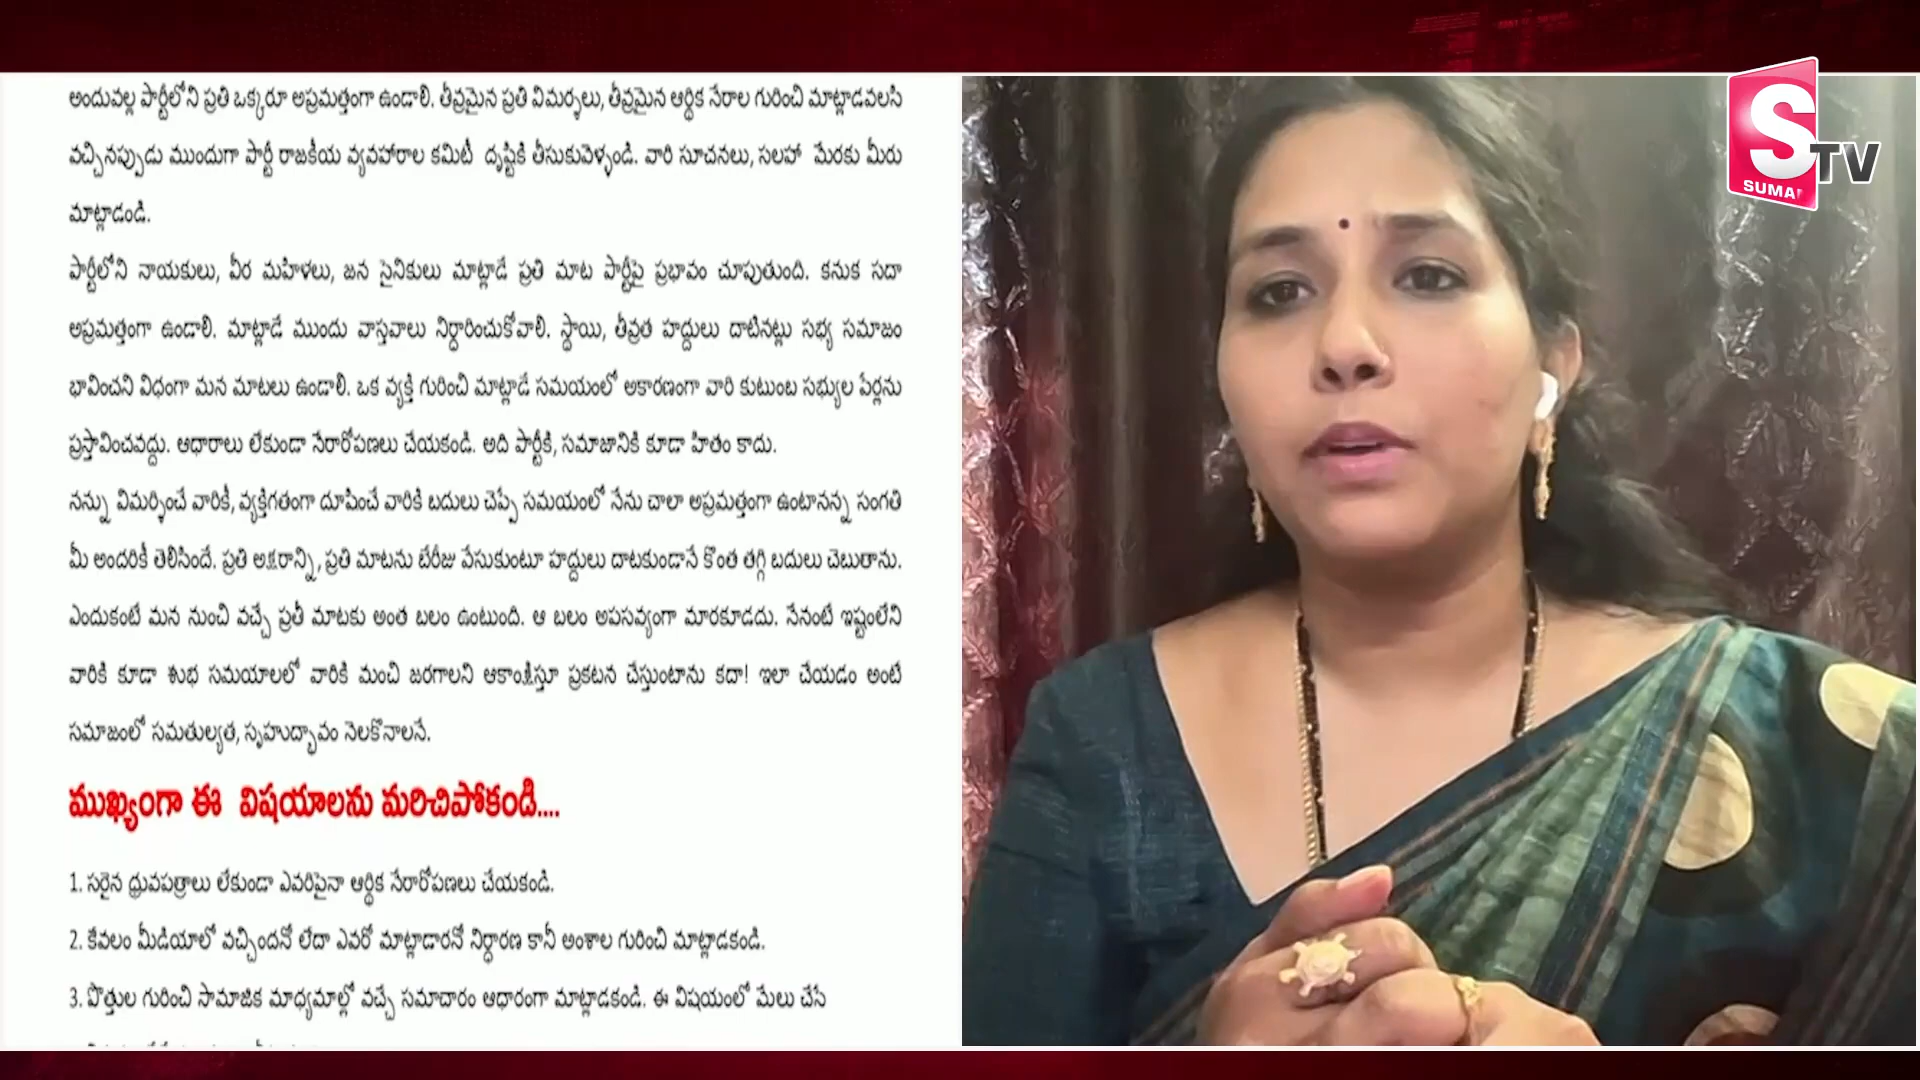 అందువల్ల పార్టీలోని ప్రతి ఒక్కరూ అప్రమత్తంగా ఉండాలి. తీవ్రమైన ప్రతి విమర్శలు, తీవ్రమైన ఆర్థిక నేరాల గురించి మాట్లాడవలసి
వచ్చినప్పుడు ముందుగా పార్టీ రాజకీయ వ్యవహారాల కమిటీ దృష్టికి తీసుకువెళ్ళండి. వారి సూచనలు, సలహా మేరకు మీరు
మాట్లాడండి.
పార్టీలోని నాయకులు, వీర మహిళలు, జన సైనికులు మాట్లాడే ప్రతి మాట పార్టీపై ప్రభావం చూపుతుంది. కనుక సదా
అప్రమత్తంగా ఉండాలి. మాట్లాడే ముందు వాస్తవాలు నిర్ధారించుకోవాలి. స్థాయి, తీవ్రత హద్దులు దాటినట్లు సభ్య సమాజం
భావించని విధంగా మన మాటలు ఉండాలి. ఒక వ్యక్తి గురించి మాట్లాడే సమయంలో అకారణంగా వారి కుటుంబ సభ్యుల పేర్లను
ప్రస్తావించవద్దు. ఆధారాలు లేకుండా నేరారోపణలు చేయకండి. అది పార్టీకి, సమాజానికి కూడా హితం కాదు.
నన్ను విమర్శించే వారికీ, వ్యక్తిగతంగా దూషించే వారికి బదులు చెప్పే సమయంలో నేను చాలా అప్రమత్తంగా ఉంటానన్న సంగతి
మీ అందరికీ తెలిసిందే. ప్రతి అక్షరాన్ని, ప్రతి మాటను బేరీజు వేసుకుంటూ హద్దులు దాటకుండానే కొంత తగ్గి బదులు చెబుతాను.
ఎందుకంటే మన నుంచి వచ్చే ప్రతీ మాటకు అంత బలం ఉంటుంది. ఆ బలం అపసవ్యంగా మారకూడదు. నేనంటే ఇష్టంలేని
వారికి కూడా శుభ సమయాలలో వారికి మంచి జరగాలని ఆకాంక్షిస్తూ ప్రకటన చేస్తుంటాను కదా! ఇలా చేయడం అంటే
సమాజంలో సమతుల్యత, సృహుద్భావం నెలకొనాలనే.
ముఖ్యంగా ఈ విషయాలను మరిచిపోకండి....
1. సరైన ధ్రువపత్రాలు లేకుండా ఎవరిపైనా ఆర్థిక నేరారోపణలు చేయకండి.
2. కేవలం మీడియాలో వచ్చిందనో లేదా ఎవరో మాట్లాడారనో నిర్ధారణ కానీ అంశాల గురించి మాట్లాడకండి.
3. పొత్తుల గురించి సామాజిక మాధ్యమాల్లో వచ్చే సమాచారం ఆధారంగా మాట్లాడకండి. ఈ విషయంలో మేలు చేసే
S TV
SUMA